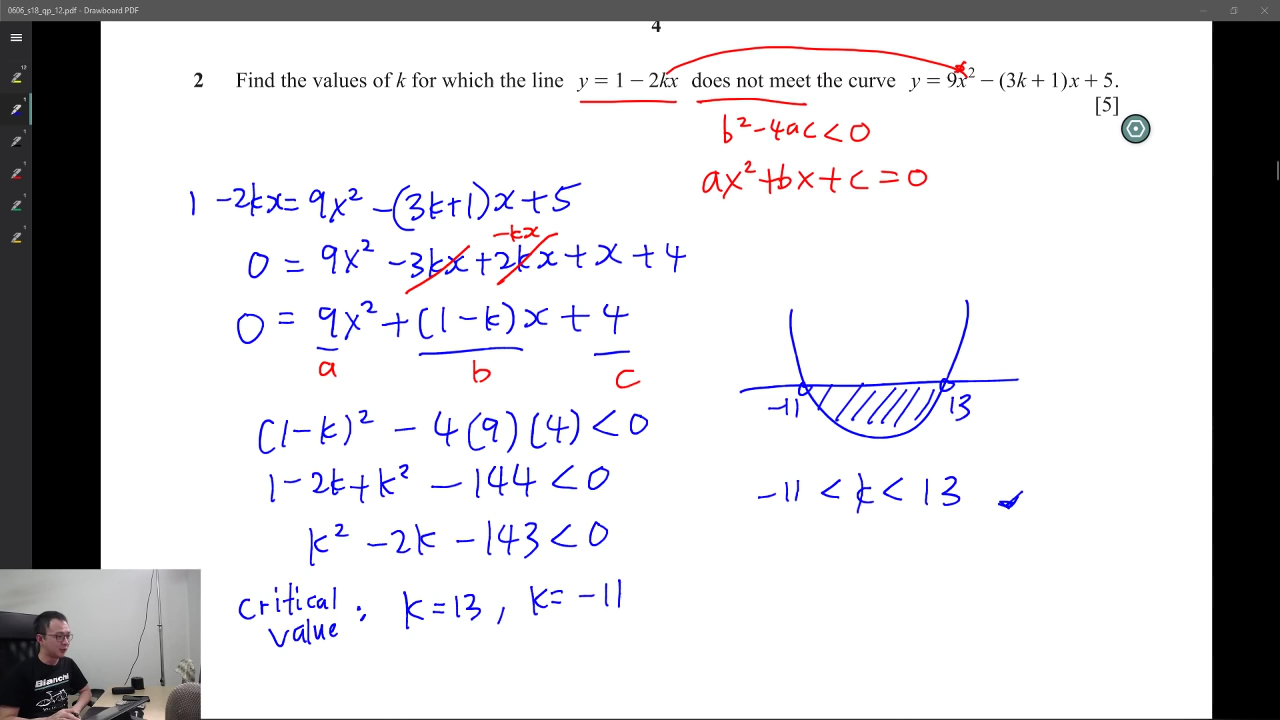 0606_s18_qp_12.pdf - Drawboard PDF
4
2 Find the values of k for which the line y = 1 − 2kx does not meet the curve y = 9x² − (3k + 1)x + 5.
[5]
b² - 4ac < 0
ax² + bx + c = 0
1 - 2kx = 9x² - (3k+1)x + 5
-kx
0 = 9x² - 3kx + 2kx + x + 4
0 = 9x² + (1-k)x + 4
a b c
(1-k)² - 4(9)(4) < 0
1 - 2k + k² - 144 < 0
k² - 2k - 143 < 0
critical value : k = 13, k = -11
-11 13
-11 < k < 13
Bianchi